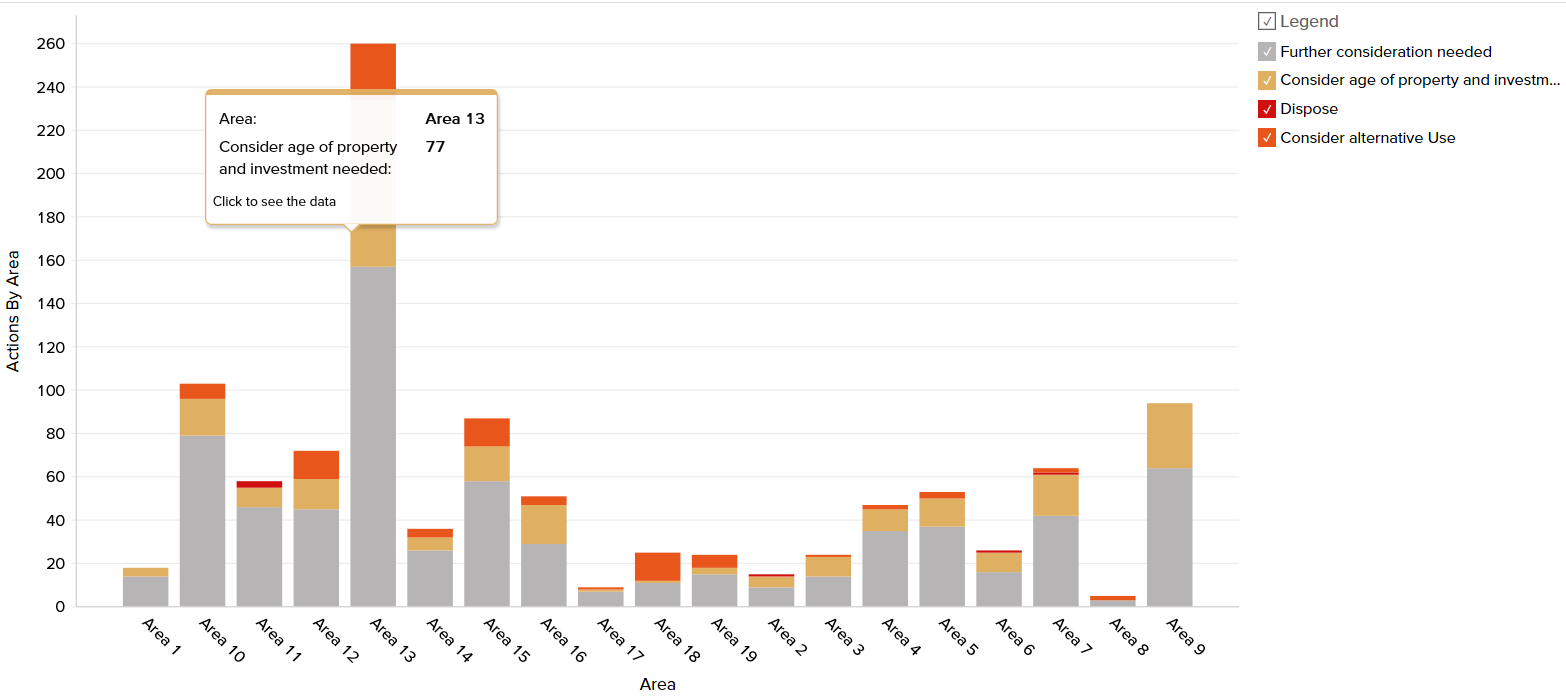 Legend
Further consideration needed
Consider age of property and investm...
Dispose
Consider alternative Use
260
240
220
200
180
160
140
120
100
80
60
40
20
0
Actions By Area
Area: Area 13
Consider age of property 77
and investment needed:
Click to see the data
Area 1
Area 10
Area 11
Area 12
Area 13
Area 14
Area 15
Area 16
Area 17
Area 18
Area 19
Area 2
Area 3
Area 4
Area 5
Area 6
Area 7
Area 8
Area 9
Area